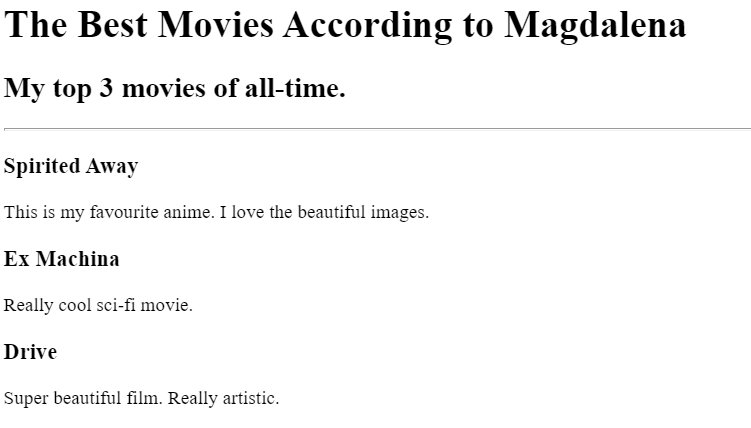 The Best Movies According to Magdalena
My top 3 movies of all-time.
Spirited Away
This is my favourite anime. I love the beautiful images.
Ex Machina
Really cool sci-fi movie.
Drive
Super beautiful film. Really artistic.